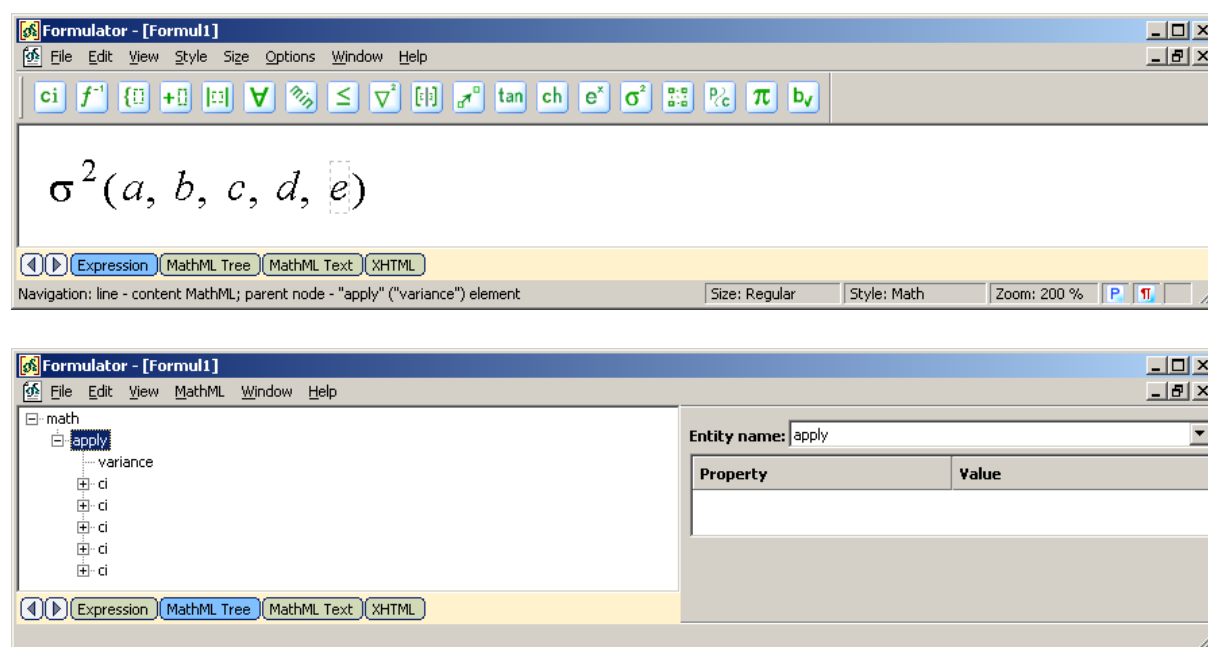 Formulator - [Formul1]
File Edit View Style Size Options Window Help
ci f⁻¹ {[] +[] |[]| ∀ m/n ≤ ∇² [|] tan ch eˣ σ² P/C π b√
σ²(a, b, c, d, e)
Expression MathML Tree MathML Text XHTML
Navigation: line - content MathML; parent node - "apply" ("variance") element Size: Regular Style: Math Zoom: 200 % P ¶
Formulator - [Formul1]
File Edit View MathML Window Help
math
apply
variance
ci
ci
ci
ci
ci
Entity name: apply
Property Value
Expression MathML Tree MathML Text XHTML